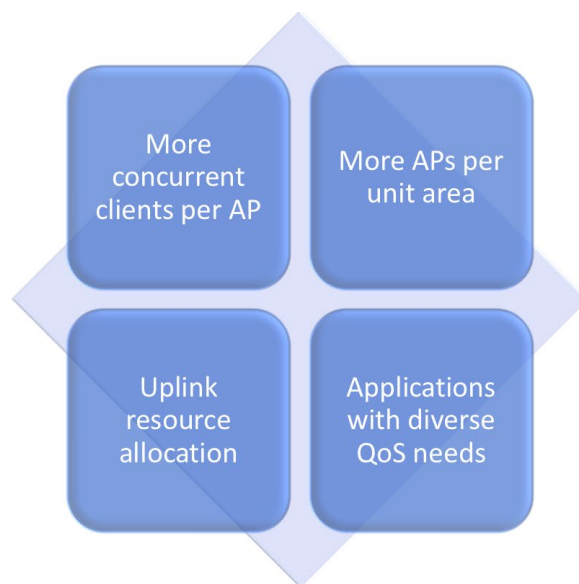 More
concurrent
clients per AP
More APs per
unit area
Uplink
resource
allocation
Applications
with diverse
QoS needs